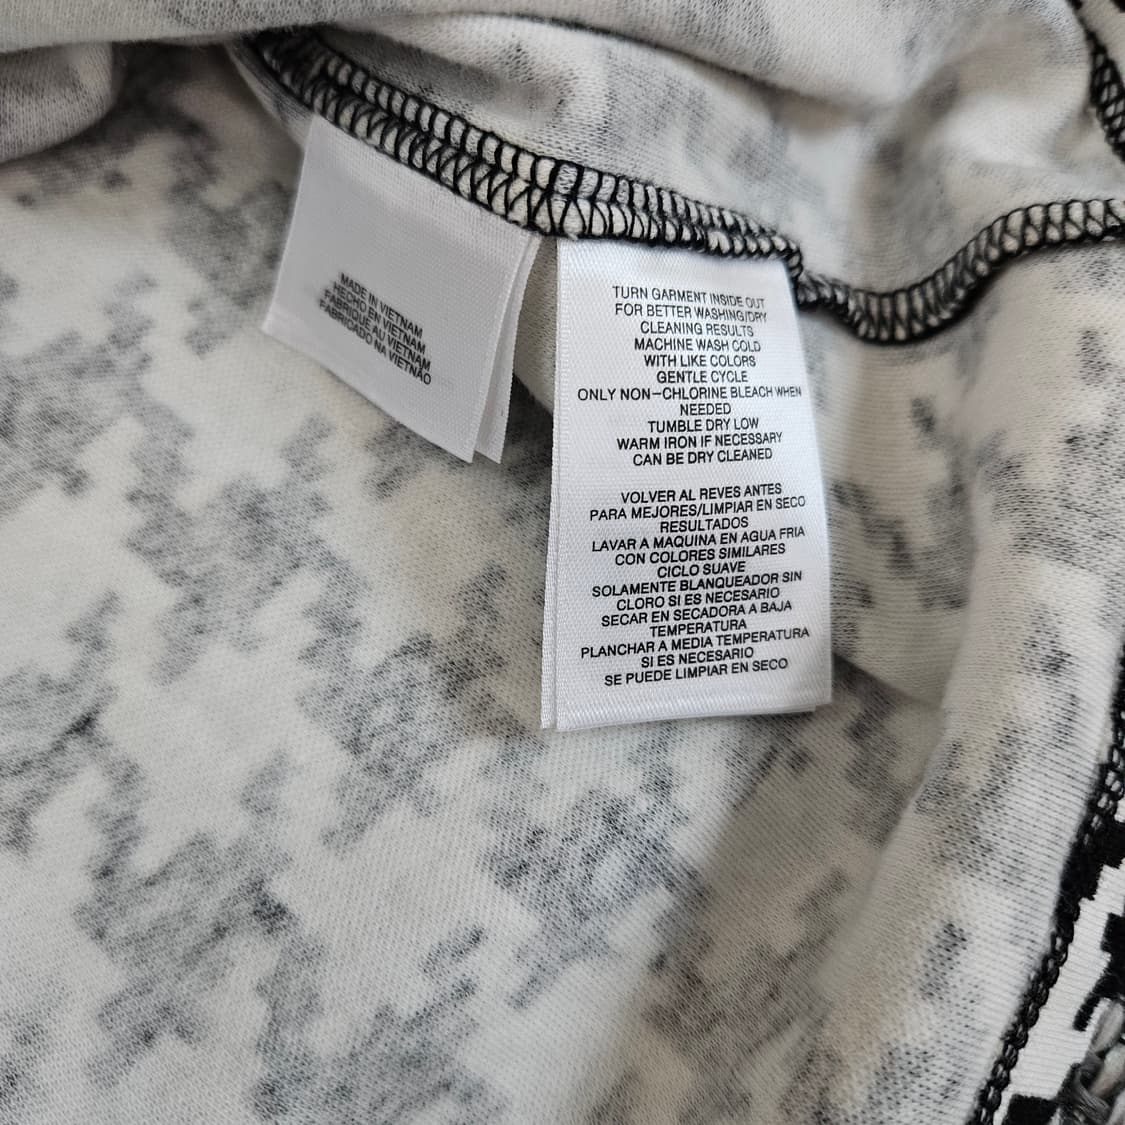 MADE IN VIETNAM
HECHO EN VIETNAM
FABRIQUE AU VIETNAM
FABRICADO NA VIETNÃO
TURN GARMENT INSIDE OUT
FOR BETTER WASHING/DRY
CLEANING RESULTS
MACHINE WASH COLD
WITH LIKE COLORS
GENTLE CYCLE
ONLY NON-CHLORINE BLEACH WHEN
NEEDED
TUMBLE DRY LOW
WARM IRON IF NECESSARY
CAN BE DRY CLEANED
VOLVER AL REVES ANTES
PARA MEJORES/LIMPIAR EN SECO
RESULTADOS
LAVAR A MAQUINA EN AGUA FRIA
CON COLORES SIMILARES
CICLO SUAVE
SOLAMENTE BLANQUEADOR SIN
CLORO SI ES NECESARIO
SECAR EN SECADORA A BAJA
TEMPERATURA
PLANCHAR A MEDIA TEMPERATURA
SI ES NECESARIO
SE PUEDE LIMPIAR EN SECO